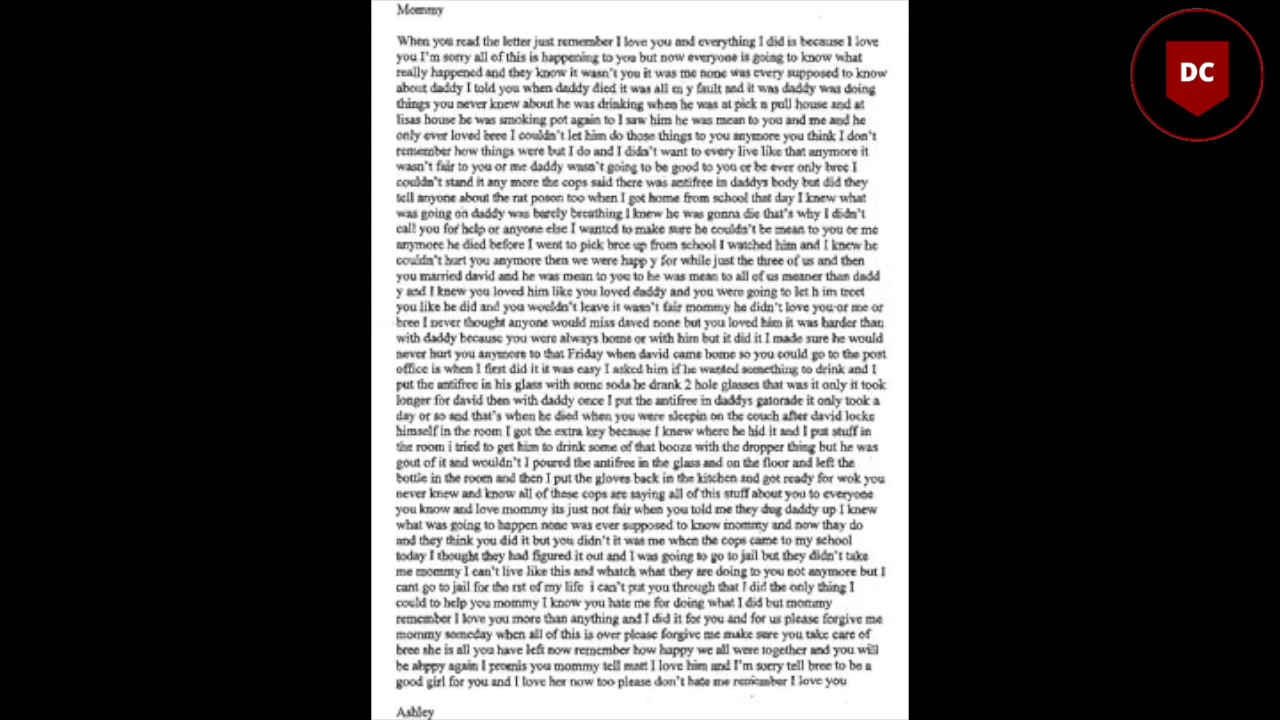 Mommy
When you read the letter just remember I love you and everything I did is because I love
you I'm sorry all of this is happening to you but now everyone is going to know what
really happened and they know it wasn't you it was me none was every supposed to know
about daddy I told you when daddy died it was all m y fault and it was daddy was doing
things you never knew about he was drinking when he was at pick n pull house and at
lisas house he was smoking pot again to I saw him he was mean to you and me and he
only ever loved bree I couldn't let him do those things to you anymore you think I don't
remember how things were but I do and I didn't want to every live like that anymore it
wasn't fair to you or me daddy wasn't going to be good to you or be ever only bree I
couldn't stand it any more the cops said there was antifree in daddys body but did they
tell anyone about the rat poson too when I got home from school that day I knew what
was going on daddy was barely breathing I knew he was gonna die that's why I didn't
call you for help or anyone else I wanted to make sure he couldn't be mean to you or me
anymore he died before I went to pick bree up from school I watched him and I knew he
couldn't hurt you anymore then we were happ y for while just the three of us and then
you married david and he was mean to you to he was mean to all of us meaner than dadd
y and I knew you loved him like you loved daddy and you were going to let h im treet
you like he did and you wouldn't leave it wasn't fair mommy he didn't love you or me or
bree I never thought anyone would miss daved none but you loved him it was harder than
with daddy because you were always home or with him but it did it I made sure he would
never hurt you anymore to that Friday when david came home so you could go to the post
office is when I first did it it was easy I asked him if he wanted something to drink and I
put the antifree in his glass with some soda he drank 2 hole glasses that was it only it took
longer for david then with daddy once I put the antifree in daddys gatorade it only took a
day or so and that's when he died when you were sleepin on the couch after david locke
himself in the room I got the extra key because I knew where he hid it and I put stuff in
the room i tried to get him to drink some of that booze with the dropper thing but he was
gout of it and wouldn't I poured the antifree in the glass and on the floor and left the
bottle in the room and then I put the gloves back in the kitchen and got ready for wok you
never knew and know all of these cops are saying all of this stuff about you to everyone
you know and love mommy its just not fair when you told me they dug daddy up I knew
what was going to happen none was ever supposed to know mommy and now thay do
and they think you did it but you didn't it was me when the cops came to my school
today I thought they had figured it out and I was going to go to jail but they didn't take
me mommy I can't live like this and whatch what they are doing to you not anymore but I
cant go to jail for the rst of my life i can't put you through that I did the only thing I
could to help you mommy I know you hate me for doing what I did but mommy
remember I love you more than anything and I did it for you and for us please forgive me
mommy someday when all of this is over please forgive me make sure you take care of
bree she is all you have left now remember how happy we all were together and you will
be ahppy again I promis you mommy tell matt I love him and I'm sorry tell bree to be a
good girl for you and I love her now too please don't hate me remember I love you
Ashley
DC